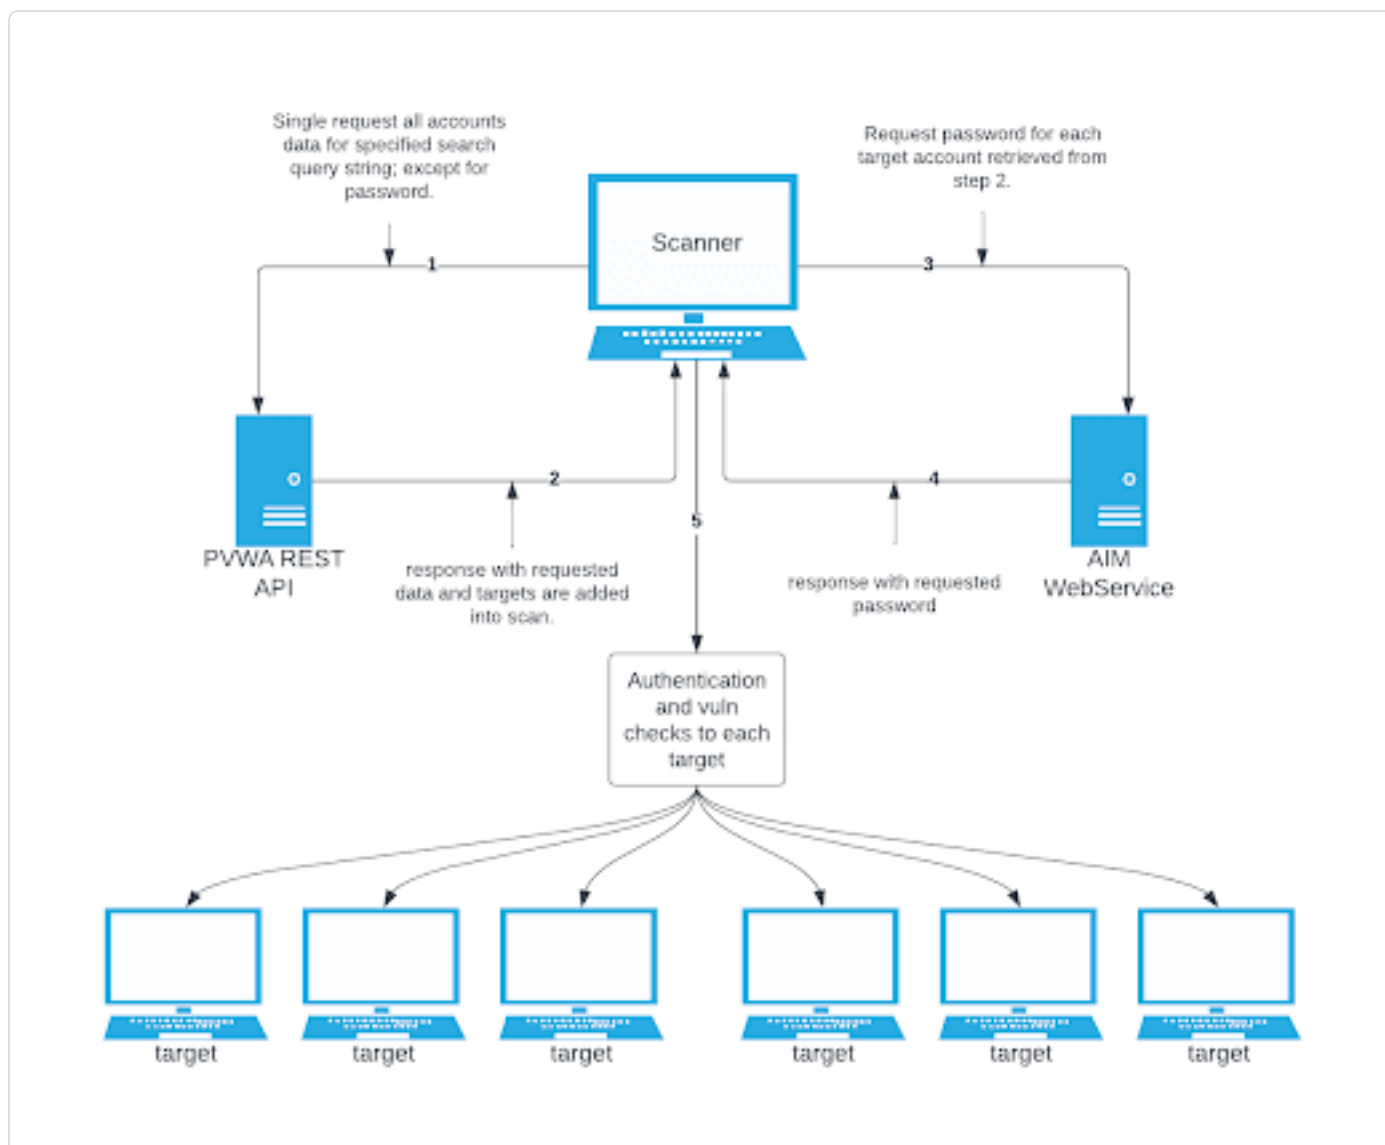 Single request all accounts
data for specified search
query string; except for
password.
Request password for each
target account retrieved from
step 2.
Scanner
1
3
2
4
5
PVWA REST
API
response with requested
data and targets are added
into scan.
response with requested
password
AIM
WebService
Authentication
and vuln
checks to each
target
target
target
target
target
target
target